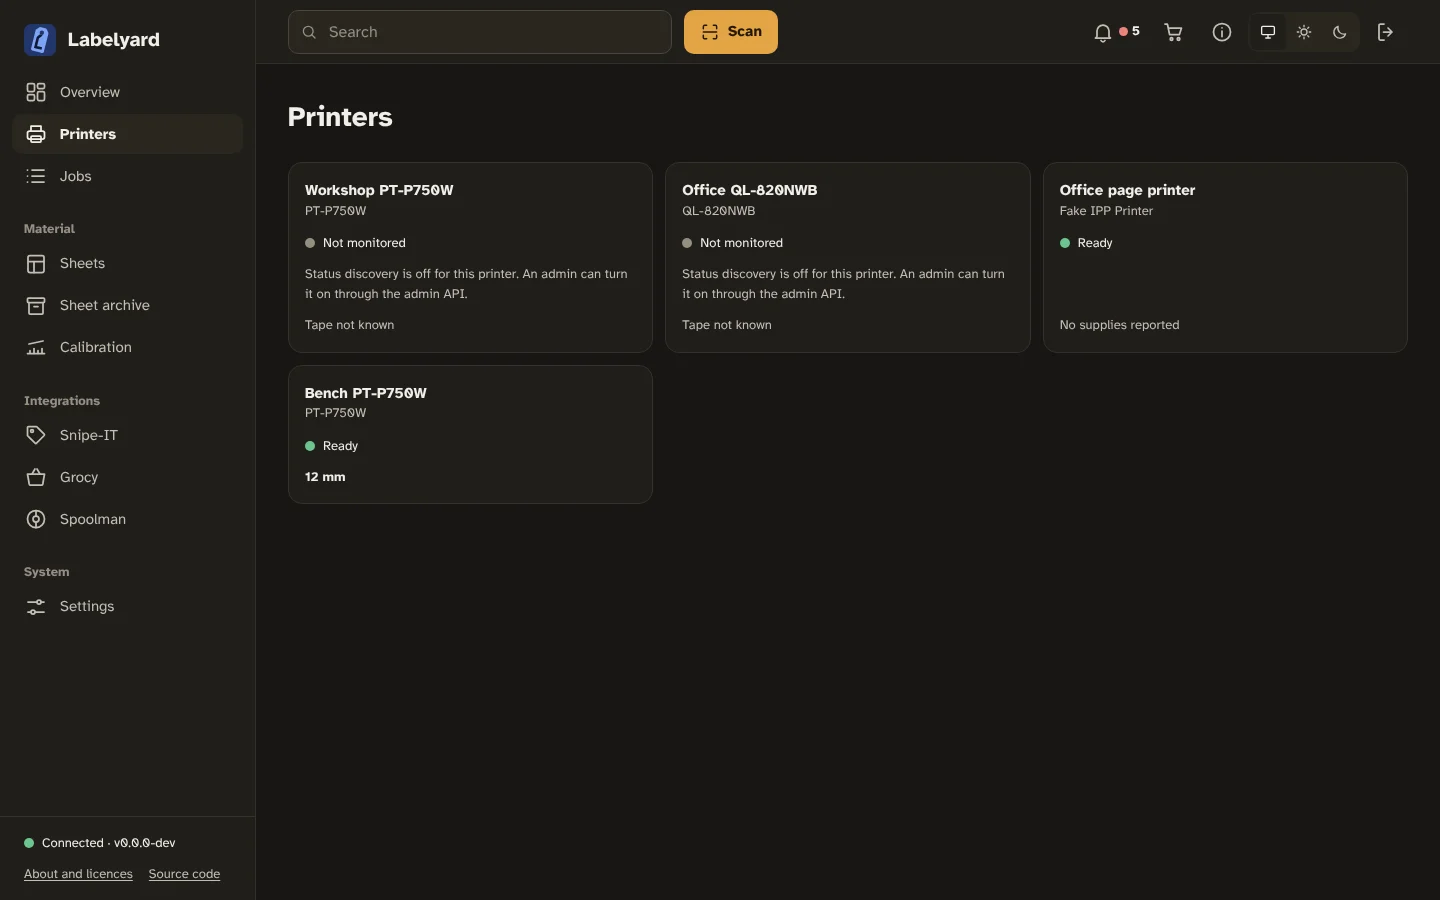 Labelyard
Search
Scan
5
Overview
Printers
Jobs
Material
Sheets
Sheet archive
Calibration
Integrations
Snipe-IT
Grocy
Spoolman
System
Settings
Connected · v0.0.0-dev
About and licences Source code
Printers
Workshop PT-P750W
PT-P750W
Not monitored
Status discovery is off for this printer. An admin can turn
it on through the admin API.
Tape not known
Office QL-820NWB
QL-820NWB
Not monitored
Status discovery is off for this printer. An admin can turn
it on through the admin API.
Tape not known
Office page printer
Fake IPP Printer
Ready
No supplies reported
Bench PT-P750W
PT-P750W
Ready
12 mm